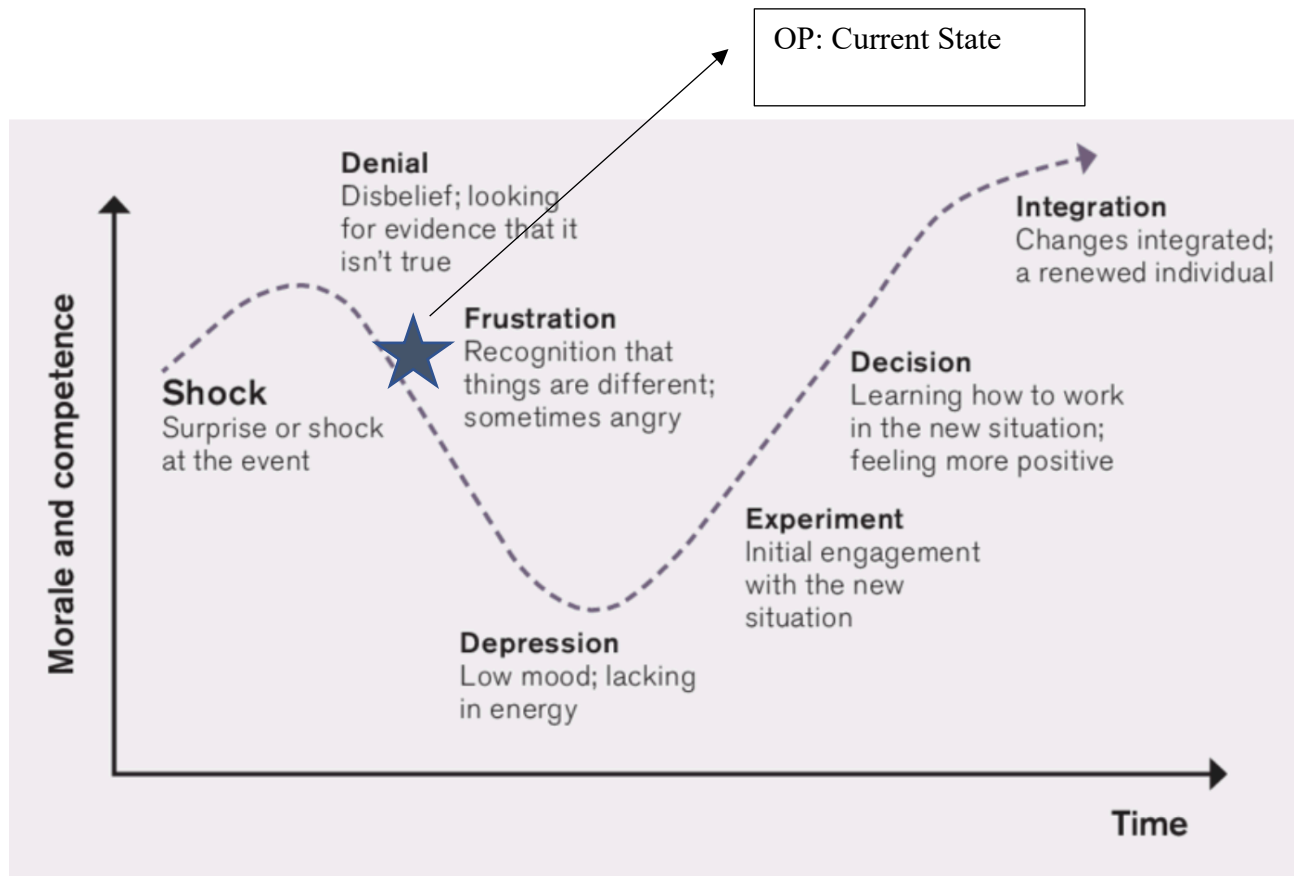 OP: Current State
Denial
Disbelief; looking
for evidence that it
isn't true
Integration
Changes integrated;
a renewed individual
Frustration
Recognition that
things are different;
sometimes angry
Shock
Surprise or shock
at the event
Decision
Learning how to work
in the new situation;
feeling more positive
Experiment
Initial engagement
with the new
situation
Depression
Low mood; lacking
in energy
Morale and competence
Time